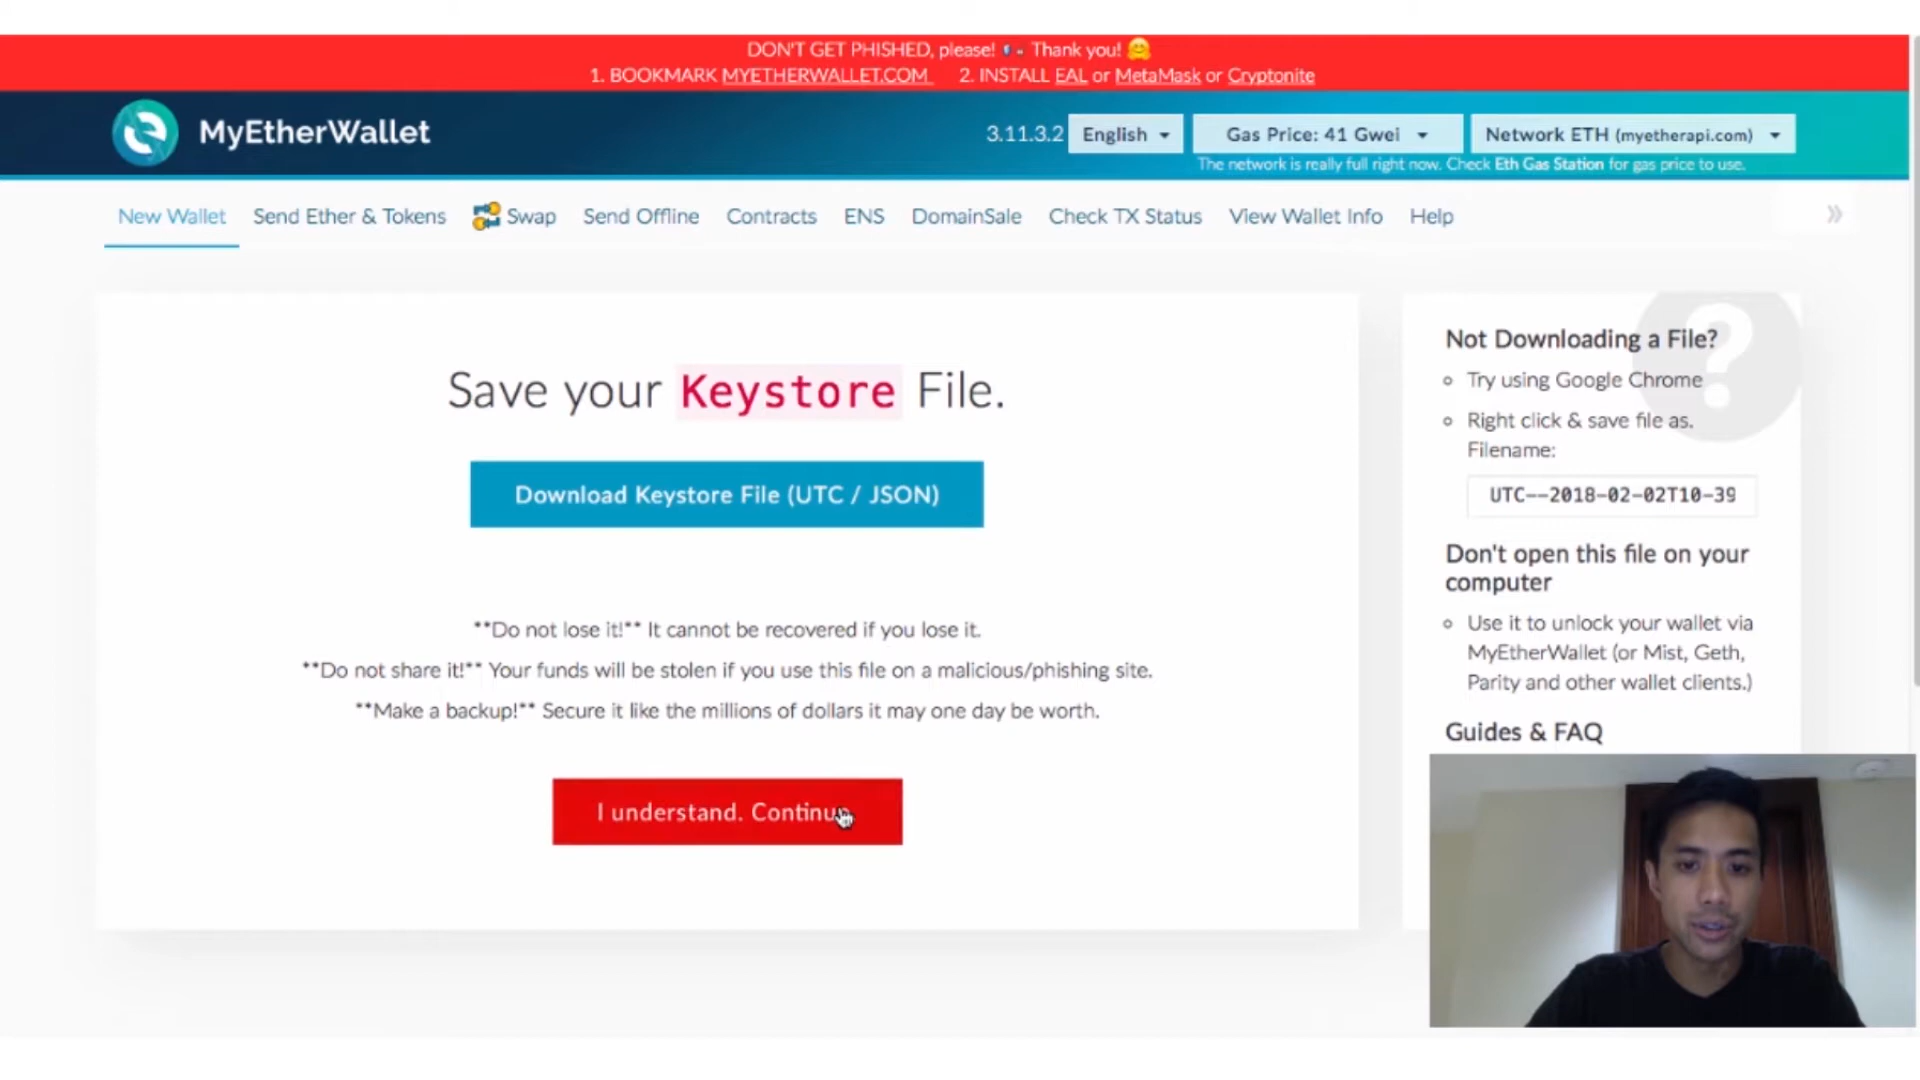 DON'T GET PHISHED, please! Thank you! 🤗
1. BOOKMARK MYETHERWALLET.COM 2. INSTALL EAL or MetaMask or Cryptonite
MyEtherWallet
3.11.3.2 English Gas Price: 41 Gwei Network ETH (myetherapi.com)
The network is really full right now. Check Eth Gas Station for gas price to use.
New Wallet Send Ether & Tokens Swap Send Offline Contracts ENS DomainSale Check TX Status View Wallet Info Help
Save your Keystore File.
Download Keystore File (UTC / JSON)
**Do not lose it!** It cannot be recovered if you lose it.
**Do not share it!** Your funds will be stolen if you use this file on a malicious/phishing site.
**Make a backup!** Secure it like the millions of dollars it may one day be worth.
I understand. Continue.
Not Downloading a File?
Try using Google Chrome
Right click & save file as.
Filename:
UTC--2018-02-02T10-39
Don't open this file on your
computer
Use it to unlock your wallet via
MyEtherWallet (or Mist, Geth,
Parity and other wallet clients.)
Guides & FAQ